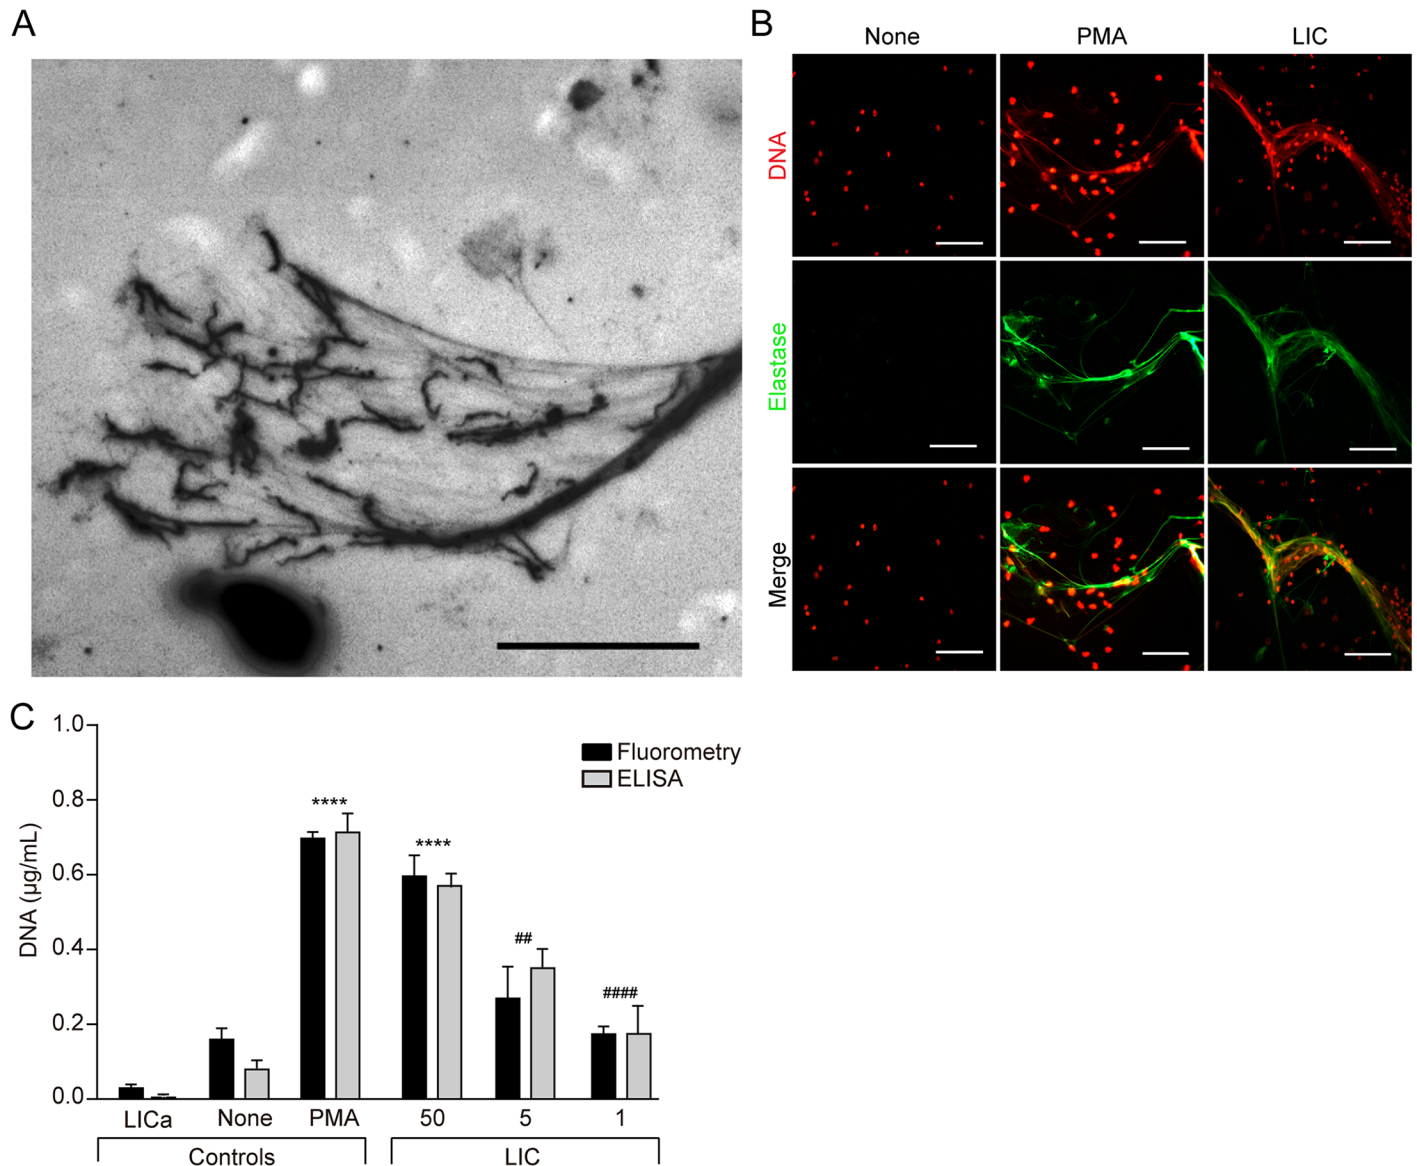 A
B
None
PMA
LIC
DNA
Elastase
Merge
C
1.0
0.8
0.6
0.4
0.2
0.0
DNA (µg/mL)
Fluorometry
ELISA
****
****
##
####
LICa
None
PMA
50
5
1
Controls
LIC